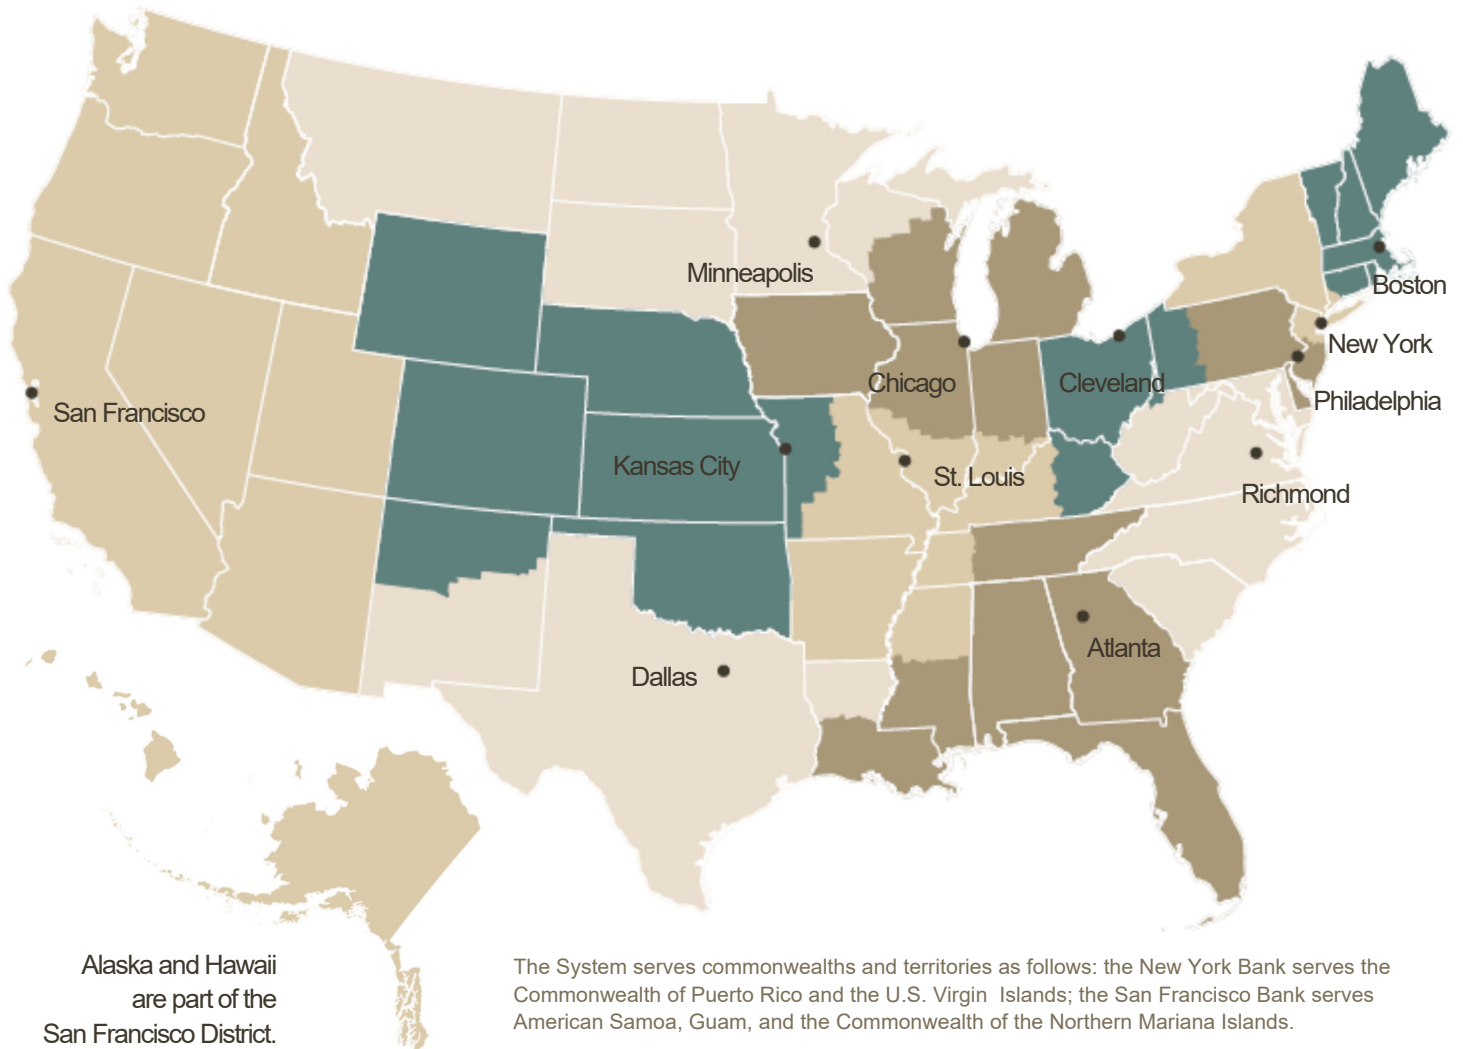 Minneapolis
Boston
New York
Chicago
Cleveland
Philadelphia
San Francisco
Kansas City
St. Louis
Richmond
Atlanta
Dallas
Alaska and Hawaii
are part of the
San Francisco District.
The System serves commonwealths and territories as follows: the New York Bank serves the
Commonwealth of Puerto Rico and the U.S. Virgin Islands; the San Francisco Bank serves
American Samoa, Guam, and the Commonwealth of the Northern Mariana Islands.